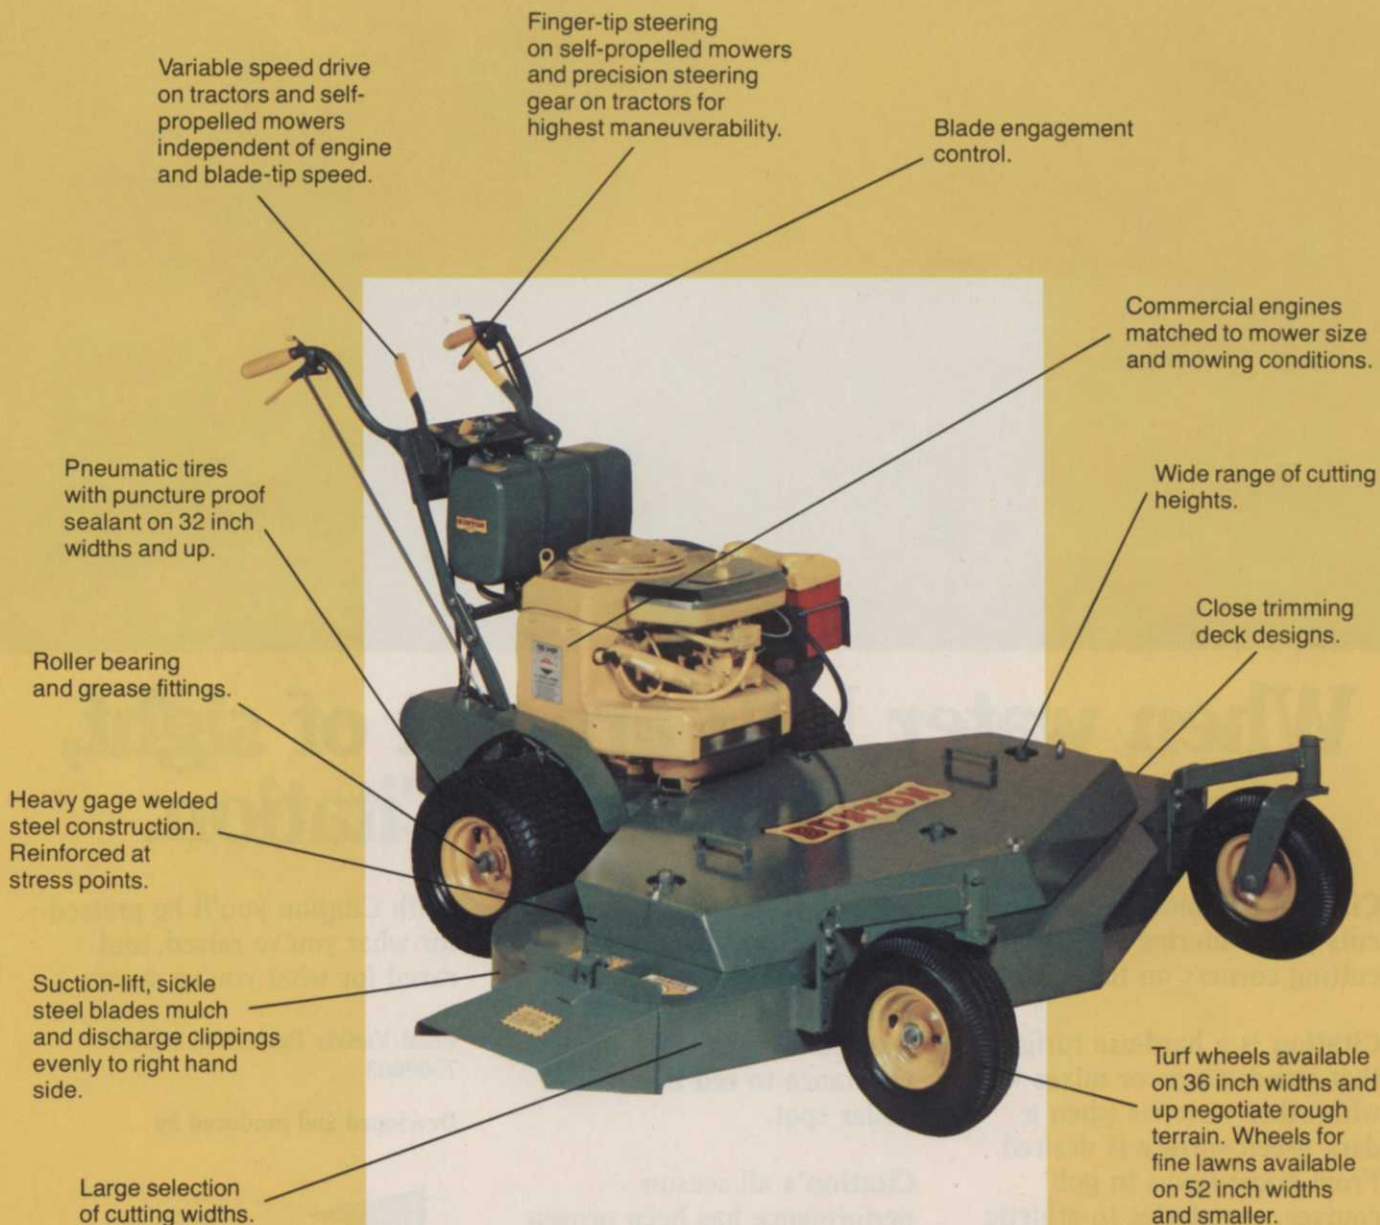 Finger-tip steering
on self-propelled mowers
and precision steering
gear on tractors for
highest maneuverability.
Variable speed drive
on tractors and self-
propelled mowers
independent of engine
and blade-tip speed.
Blade engagement
control.
Commercial engines
matched to mower size
and mowing conditions.
Pneumatic tires
with puncture proof
sealant on 32 inch
widths and up.
Wide range of cutting
heights.
Close trimming
deck designs.
Roller bearing
and grease fittings.
Heavy gage welded
steel construction.
Reinforced at
stress points.
BUNTON
BUNTON
Suction-lift, sickle
steel blades mulch
and discharge clippings
evenly to right hand
side.
Turf wheels available
on 36 inch widths and
up negotiate rough
terrain. Wheels for
fine lawns available
on 52 inch widths
and smaller.
Large selection
of cutting widths.